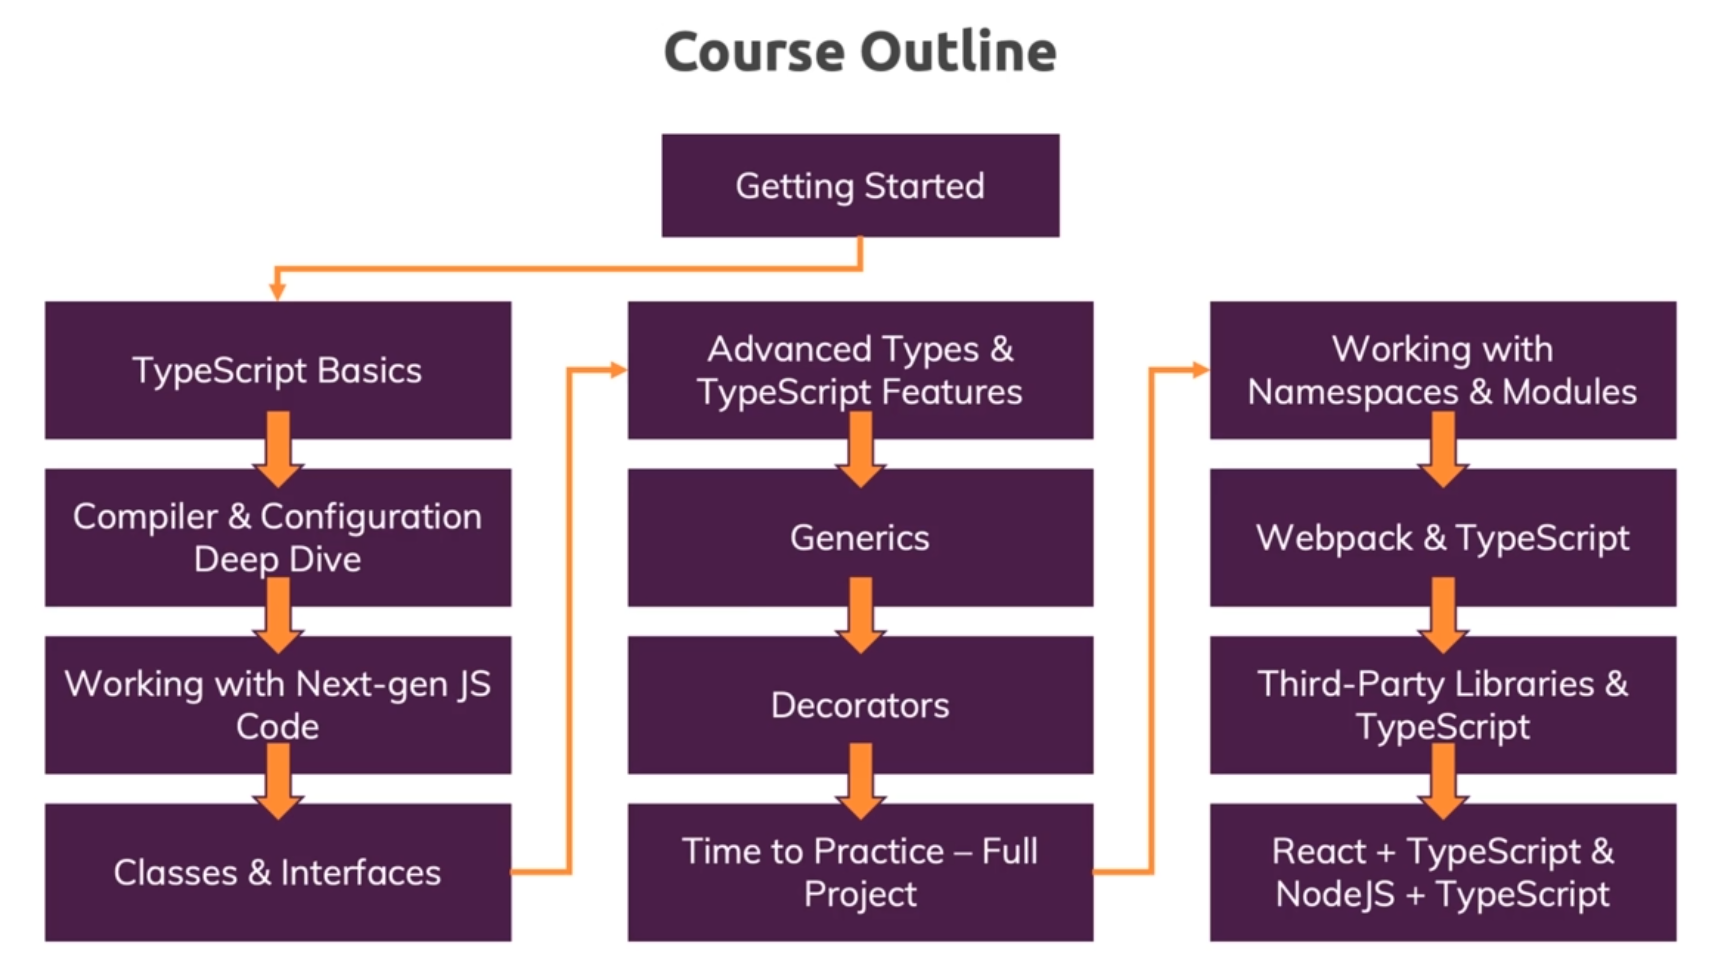 Course Outline
Getting Started
TypeScript Basics
Compiler & Configuration
Deep Dive
Working with Next-gen JS
Code
Classes & Interfaces
Advanced Types &
TypeScript Features
Generics
Decorators
Time to Practice – Full
Project
Working with
Namespaces & Modules
Webpack & TypeScript
Third-Party Libraries &
TypeScript
React + TypeScript &
NodeJS + TypeScript